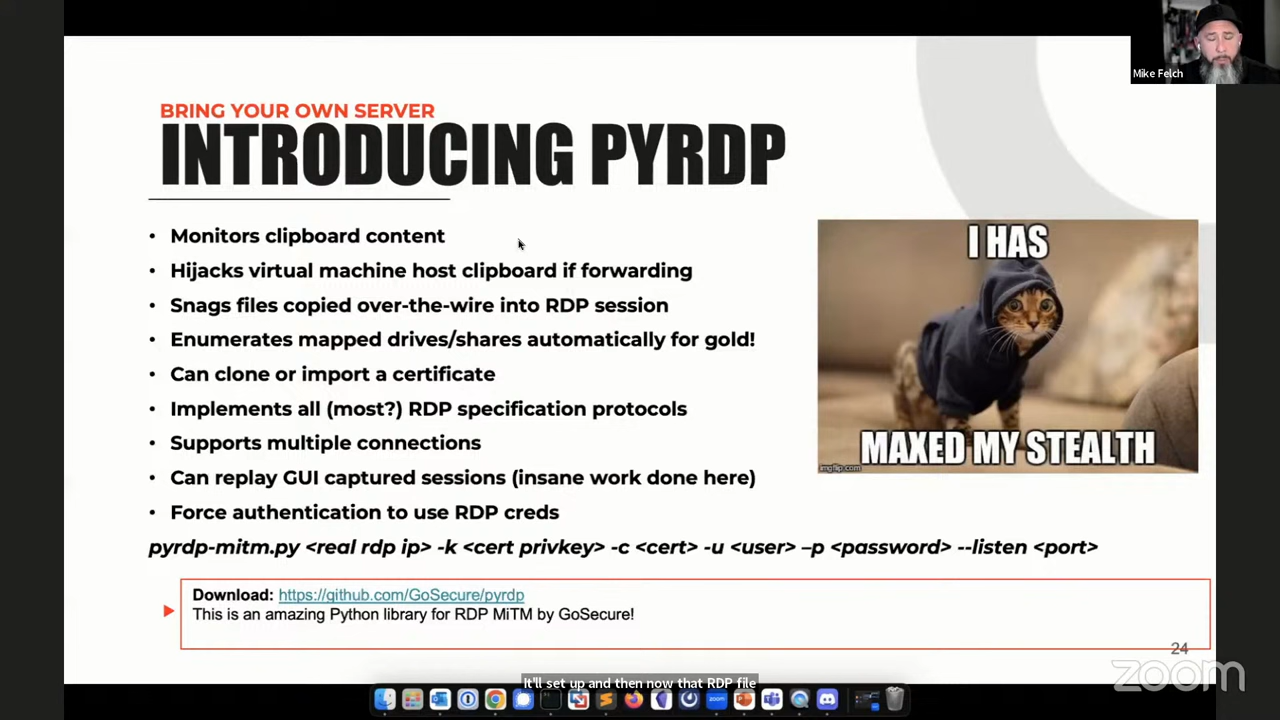 Mike Felch
BRING YOUR OWN SERVER
INTRODUCING PYRDP
• Monitors clipboard content
• Hijacks virtual machine host clipboard if forwarding
• Snags files copied over-the-wire into RDP session
• Enumerates mapped drives/shares automatically for gold!
• Can clone or import a certificate
• Implements all (most?) RDP specification protocols
• Supports multiple connections
• Can replay GUI captured sessions (insane work done here)
• Force authentication to use RDP creds
pyrdp-mitm.py <real rdp ip> -k <cert privkey> -c <cert> -u <user> –p <password> --listen <port>
I HAS
MAXED MY STEALTH
imgflip.com
Download: https://github.com/GoSecure/pyrdp
This is an amazing Python library for RDP MiTM by GoSecure!
24
zoom
It'll set up and then now that RDP file
zoom